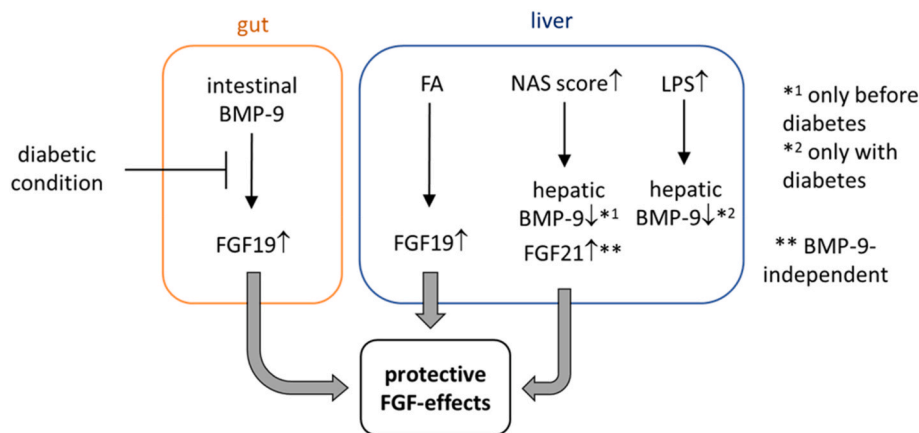 gut
liver
intestinal
BMP-9
FA
NAS score↑
LPS↑
*1 only before
diabetes
*2 only with
diabetes
diabetic
condition
hepatic
BMP-9↓*1
hepatic
BMP-9↓*2
FGF19↑
FGF19↑
FGF21↑**
** BMP-9-
independent
protective
FGF-effects